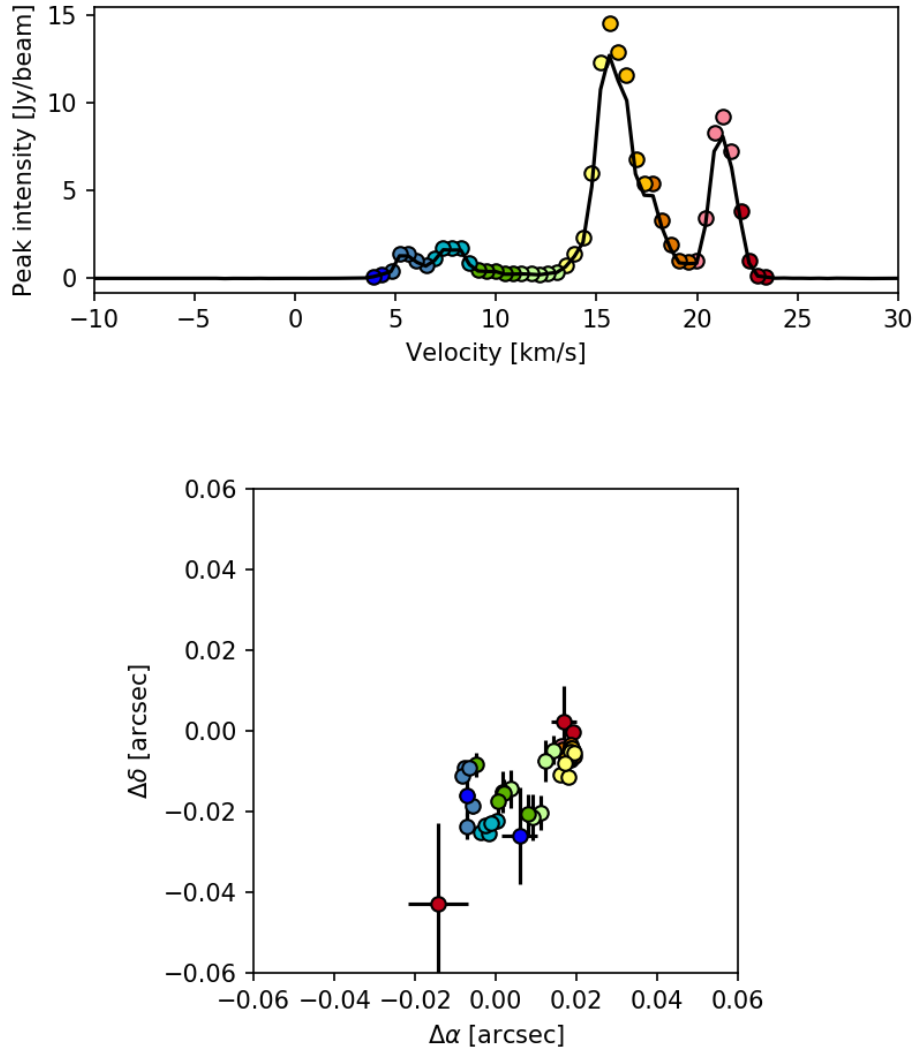 15
10
5
0
Peak intensity [Jy/beam]
−10 −5 0 5 10 15 20 25 30
Velocity [km/s]
0.06
0.04
0.02
0.00
−0.02
−0.04
−0.06
Δδ [arcsec]
−0.06 −0.04 −0.02 0.00 0.02 0.04 0.06
Δα [arcsec]